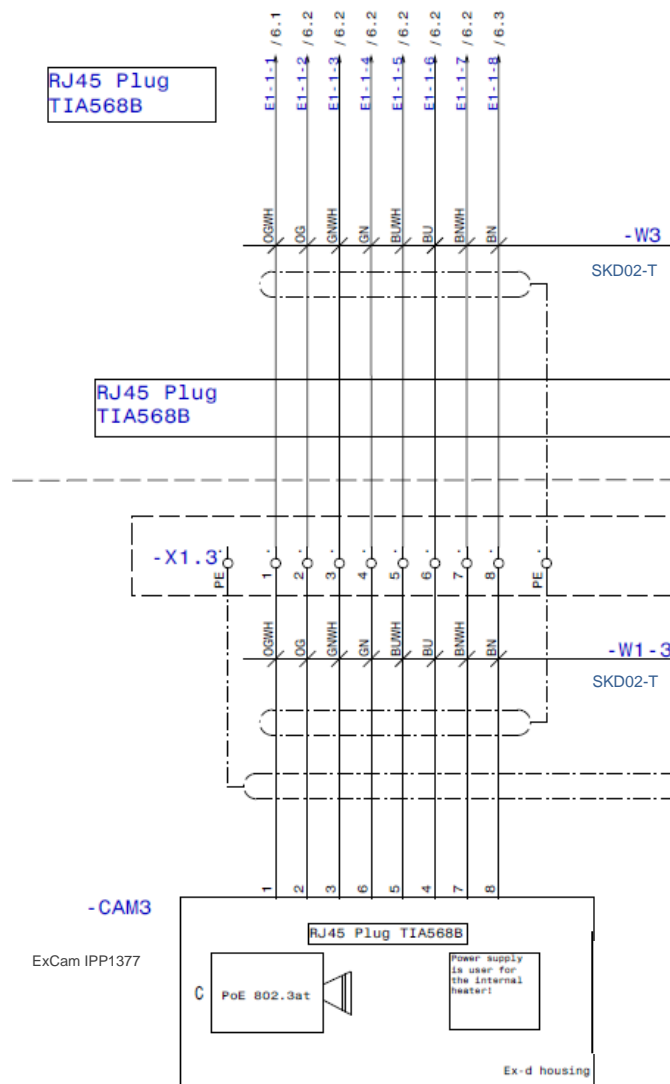 /6.1
/6.2
/6.2
/6.2
/6.2
/6.2
/6.2
/6.3
E1-1-1
E1-1-2
E1-1-3
E1-1-4
E1-1-5
E1-1-6
E1-1-7
E1-1-8
RJ45 Plug
TIA568B
OGWH
OG
GNWH
GN
BUWH
BU
BNWH
BN
-W3
SKD02-T
RJ45 Plug
TIA568B
-X1.3
PE
1
2
3
4
5
6
7
8
PE
OGWH
OG
GNWH
GN
BUWH
BU
BNWH
BN
-W1-3
SKD02-T
1
2
3
6
5
4
7
8
-CAM3
RJ45 Plug TIA568B
ExCam IPP1377
C
PoE 802.3at
Power supply
is user for
the internal
heater!
Ex-d housing